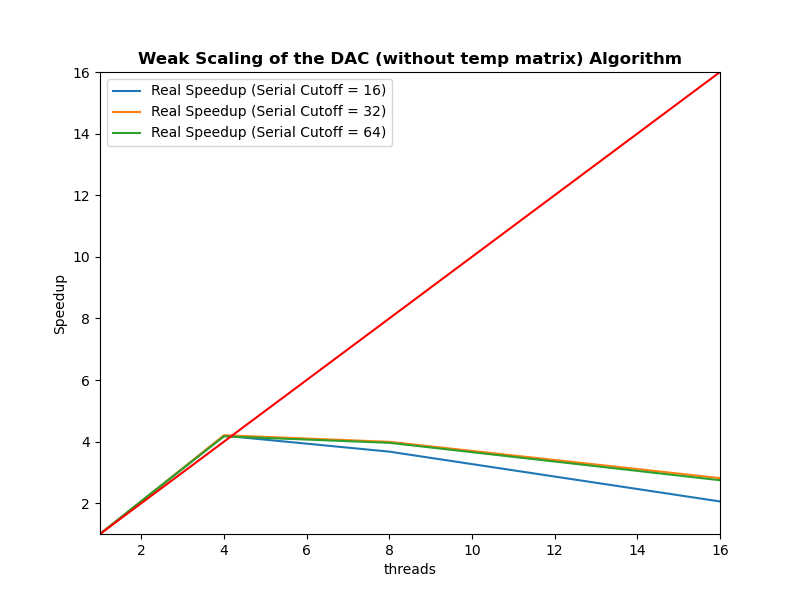 Weak Scaling of the DAC (without temp matrix) Algorithm
16
14
12
10
8
6
4
2
Speedup
Real Speedup (Serial Cutoff = 16)
Real Speedup (Serial Cutoff = 32)
Real Speedup (Serial Cutoff = 64)
2 4 6 8 10 12 14 16
threads